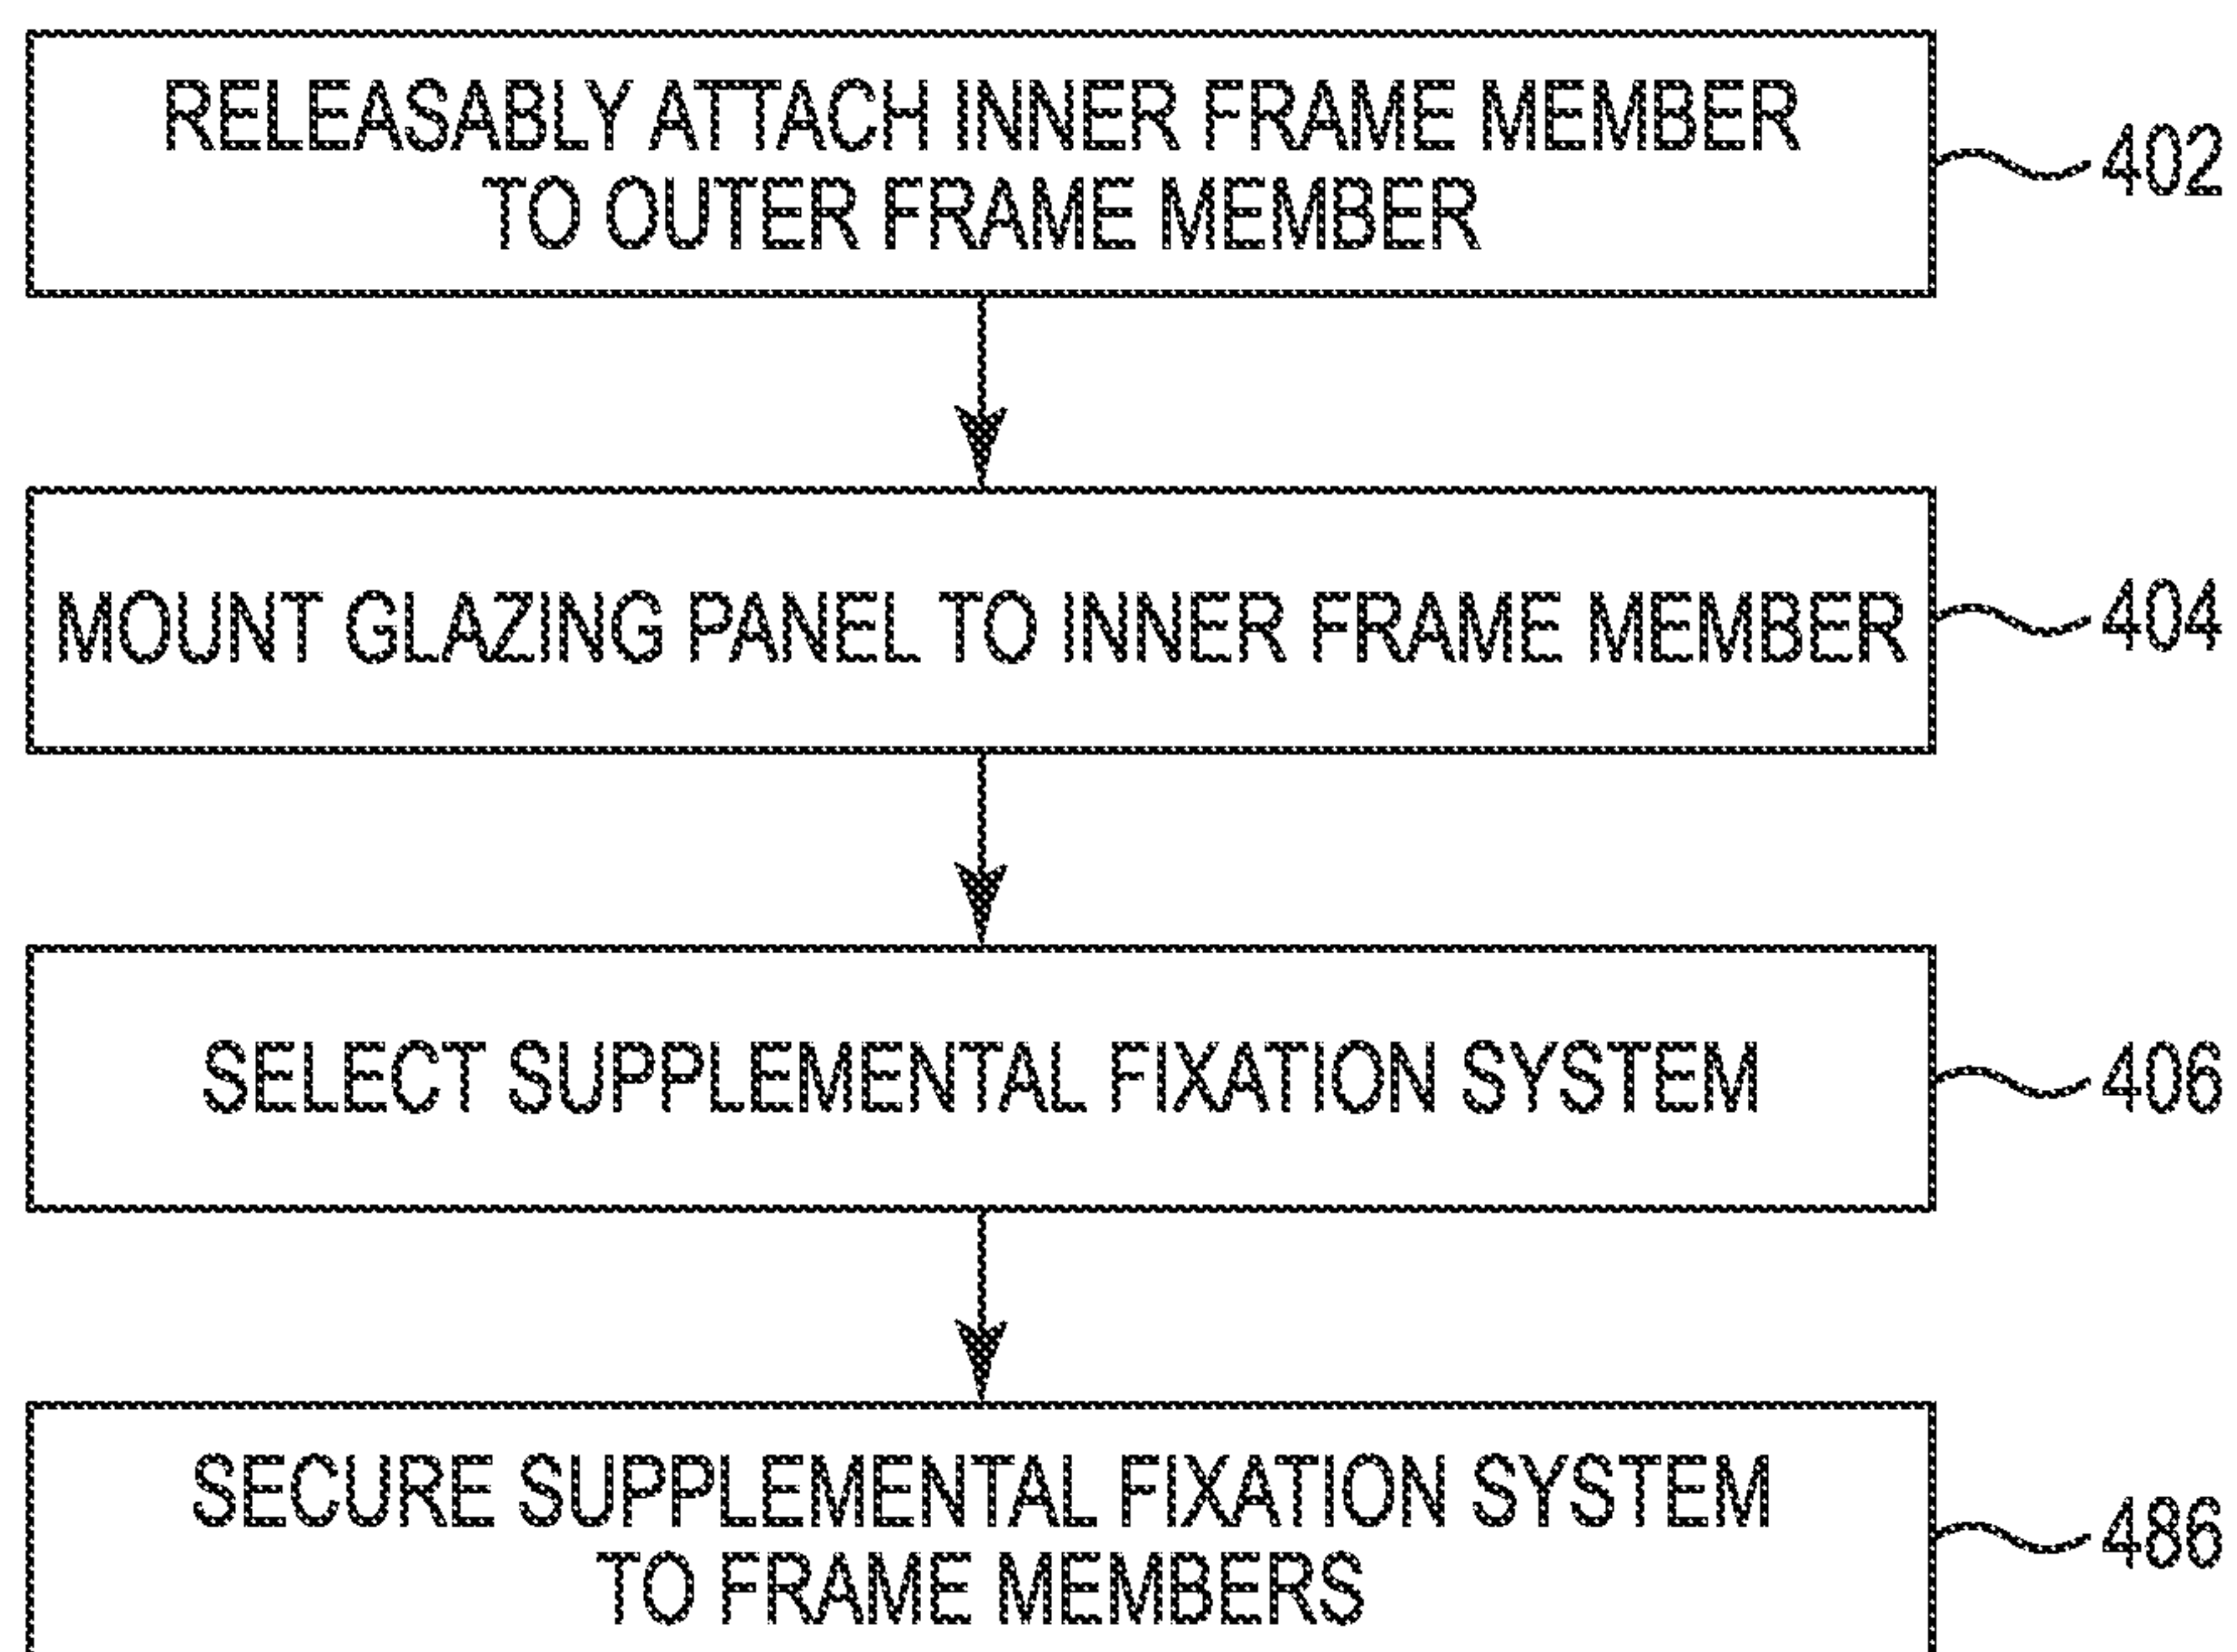 RELEASABLY ATTACH INNER FRAME MEMBER
TO OUTER FRAME MEMBER
402
MOUNT GLAZING PANEL TO INNER FRAME MEMBER
404
SELECT SUPPLEMENTAL FIXATION SYSTEM
406
SECURE SUPPLEMENTAL FIXATION SYSTEM
TO FRAME MEMBERS
486